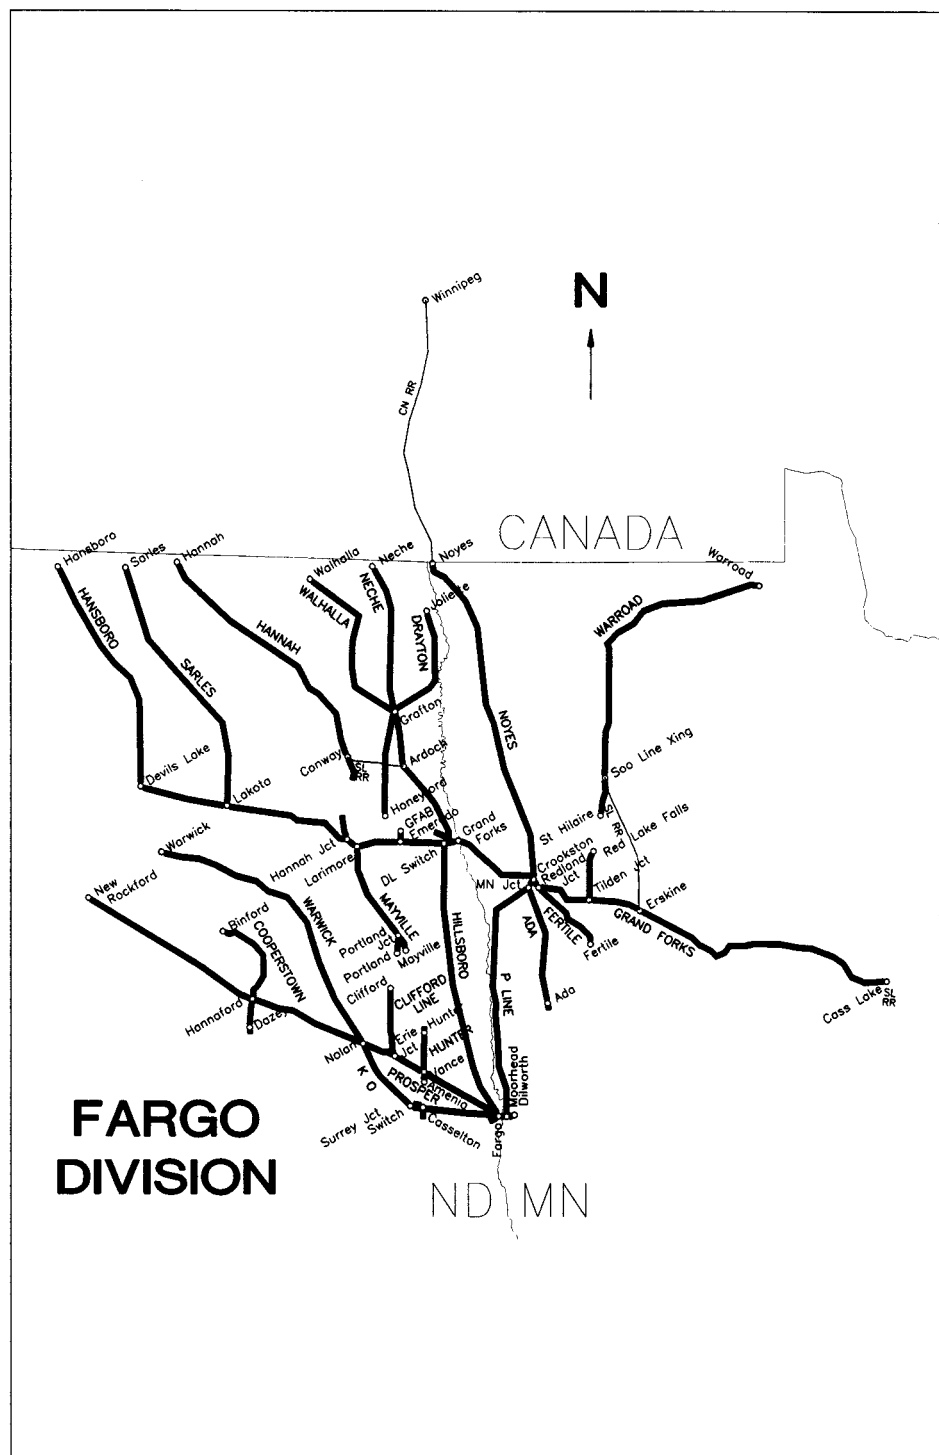 Winnipeg
N
CN RR
CANADA
Hansboro
Sarles
Hannah
Walhalla
Neche
Noyes
Warroad
HANSBORO
SARLES
HANNAH
WALHALLA
NECHE
DRAYTON
Joliette
WARROAD
NOYES
Grafton
Ardoch
Conway
SL
RR
Soo Line Xing
Devils Lake
Lakota
Honeyford
GFAB
Emerado
St Hilaire
SL
RR
Red Lake Falls
Hannah Jct
Larimore
DL Switch
Grand
Forks
Crookston
Redland
Jct
MN Jct
Tilden Jct
Erskine
Warwick
New
Rockford
WARWICK
MAYVILLE
HILLSBORO
ADA
FERTILE
Fertile
GRAND FORKS
Binford
COOPERSTOWN
Portland
Jct
Portland
Mayville
Clifford
CLIFFORD
LINE
P LINE
Ada
Cass Lake
SL
RR
Hannaford
Dazey
Nolan
Erie
Jct
Hunter
HUNTER
Vance
Amenia
K O
PROSPER
Surrey Jct
Switch
Casselton
Fargo
Moorhead
Dilworth
FARGO
DIVISION
ND
MN